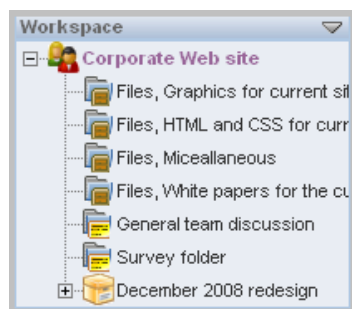 Workspace
Corporate Web site
Files, Graphics for current sit
Files, HTML and CSS for curr
Files, Miceallaneous
Files, White papers for the cu
General team discussion
Survey folder
December 2008 redesign